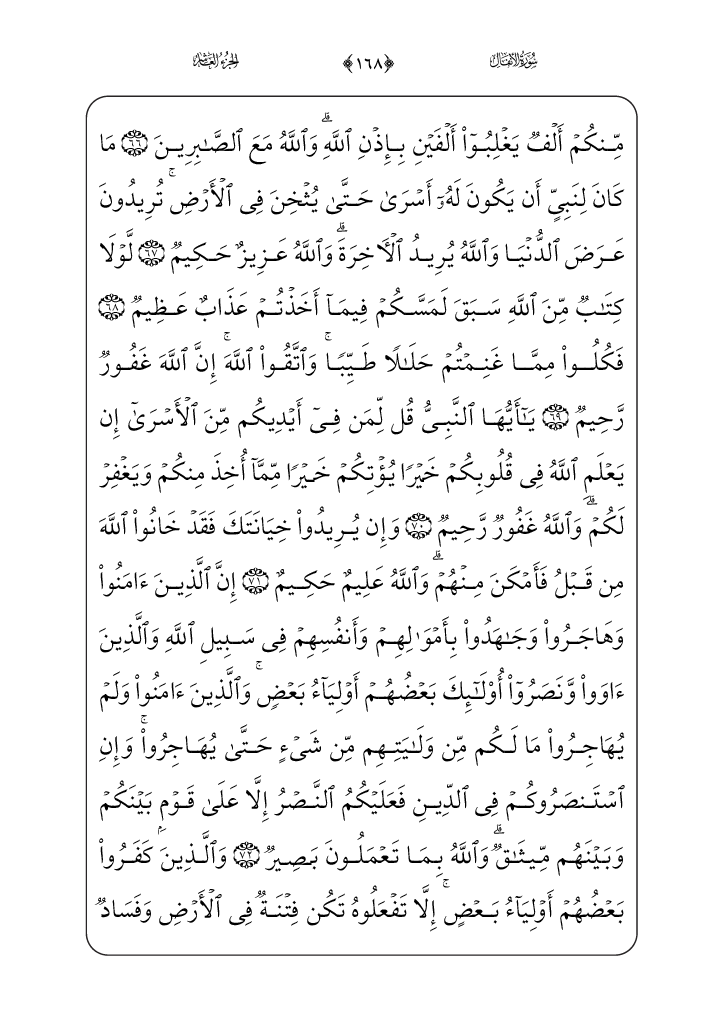 سُورَةُ الأَنفَال ﴿١٦٨﴾ الجُزءُ العَاشِر
مِّنكُمۡ أَلۡفٞ يَغۡلِبُوٓاْ أَلۡفَيۡنِ بِإِذۡنِ ٱللَّهِۗ وَٱللَّهُ مَعَ ٱلصَّٰبِرِينَ ۝٦٦ مَا
كَانَ لِنَبِيٍّ أَن يَكُونَ لَهُۥٓ أَسۡرَىٰ حَتَّىٰ يُثۡخِنَ فِي ٱلۡأَرۡضِۚ تُرِيدُونَ
عَرَضَ ٱلدُّنۡيَا وَٱللَّهُ يُرِيدُ ٱلۡأٓخِرَةَۗ وَٱللَّهُ عَزِيزٌ حَكِيمٞ ۝٦٧ لَّوۡلَا
كِتَٰبٞ مِّنَ ٱللَّهِ سَبَقَ لَمَسَّكُمۡ فِيمَآ أَخَذۡتُمۡ عَذَابٌ عَظِيمٞ ۝٦٨
فَكُلُواْ مِمَّا غَنِمۡتُمۡ حَلَٰلٗا طَيِّبٗاۚ وَٱتَّقُواْ ٱللَّهَۚ إِنَّ ٱللَّهَ غَفُورٞ
رَّحِيمٞ ۝٦٩ يَٰٓأَيُّهَا ٱلنَّبِيُّ قُل لِّمَن فِيٓ أَيۡدِيكُم مِّنَ ٱلۡأَسۡرَىٰٓ إِن
يَعۡلَمِ ٱللَّهُ فِي قُلُوبِكُمۡ خَيۡرٗا يُؤۡتِكُمۡ خَيۡرٗا مِّمَّآ أُخِذَ مِنكُمۡ وَيَغۡفِرۡ
لَكُمۡۗ وَٱللَّهُ غَفُورٞ رَّحِيمٞ ۝٧٠ وَإِن يُرِيدُواْ خِيَانَتَكَ فَقَدۡ خَانُواْ ٱللَّهَ
مِن قَبۡلُ فَأَمۡكَنَ مِنۡهُمۡۗ وَٱللَّهُ عَلِيمٌ حَكِيمٌ ۝٧١ إِنَّ ٱلَّذِينَ ءَامَنُواْ
وَهَاجَرُواْ وَجَٰهَدُواْ بِأَمۡوَٰلِهِمۡ وَأَنفُسِهِمۡ فِي سَبِيلِ ٱللَّهِ وَٱلَّذِينَ
ءَاوَواْ وَّنَصَرُوٓاْ أُوْلَٰٓئِكَ بَعۡضُهُمۡ أَوۡلِيَآءُ بَعۡضٖۚ وَٱلَّذِينَ ءَامَنُواْ وَلَمۡ
يُهَاجِرُواْ مَا لَكُم مِّن وَلَٰيَتِهِم مِّن شَيۡءٍ حَتَّىٰ يُهَاجِرُواْۚ وَإِنِ
ٱسۡتَنصَرُوكُمۡ فِي ٱلدِّينِ فَعَلَيۡكُمُ ٱلنَّصۡرُ إِلَّا عَلَىٰ قَوۡمِۭ بَيۡنَكُمۡ
وَبَيۡنَهُم مِّيثَٰقٞۗ وَٱللَّهُ بِمَا تَعۡمَلُونَ بَصِيرٞ ۝٧٢ وَٱلَّذِينَ كَفَرُواْ
بَعۡضُهُمۡ أَوۡلِيَآءُ بَعۡضٍۚ إِلَّا تَفۡعَلُوهُ تَكُن فِتۡنَةٞ فِي ٱلۡأَرۡضِ وَفَسَادٞ